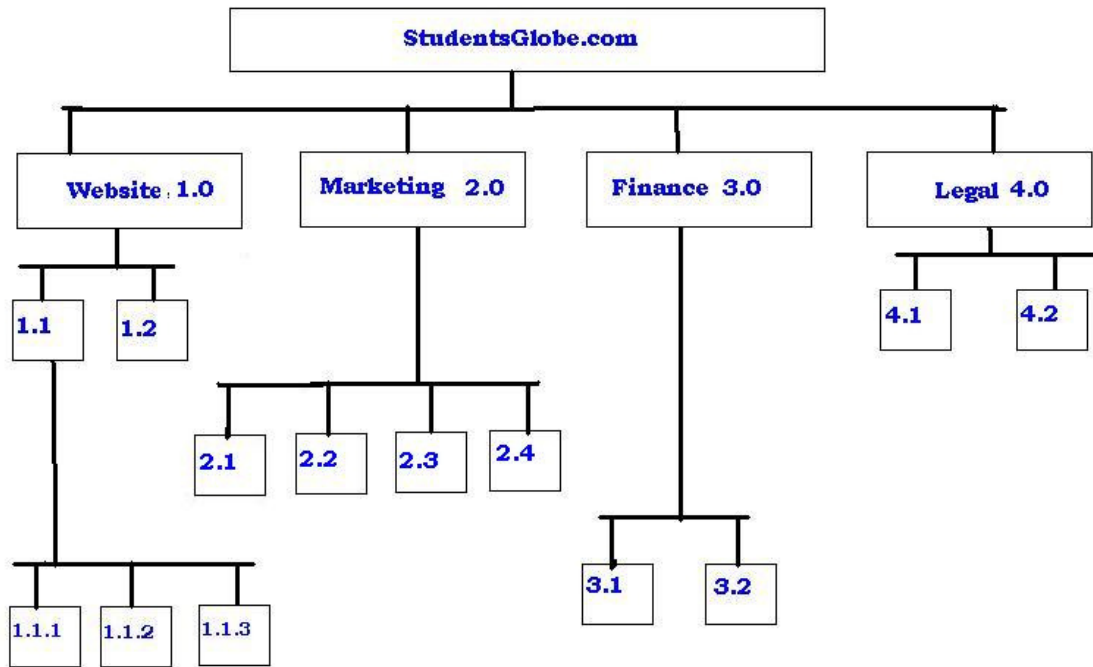 StudentsGlobe.com
Website: 1.0
Marketing 2.0
Finance 3.0
Legal 4.0
1.1
1.2
4.1
4.2
2.1
2.2
2.3
2.4
3.1
3.2
1.1.1
1.1.2
1.1.3